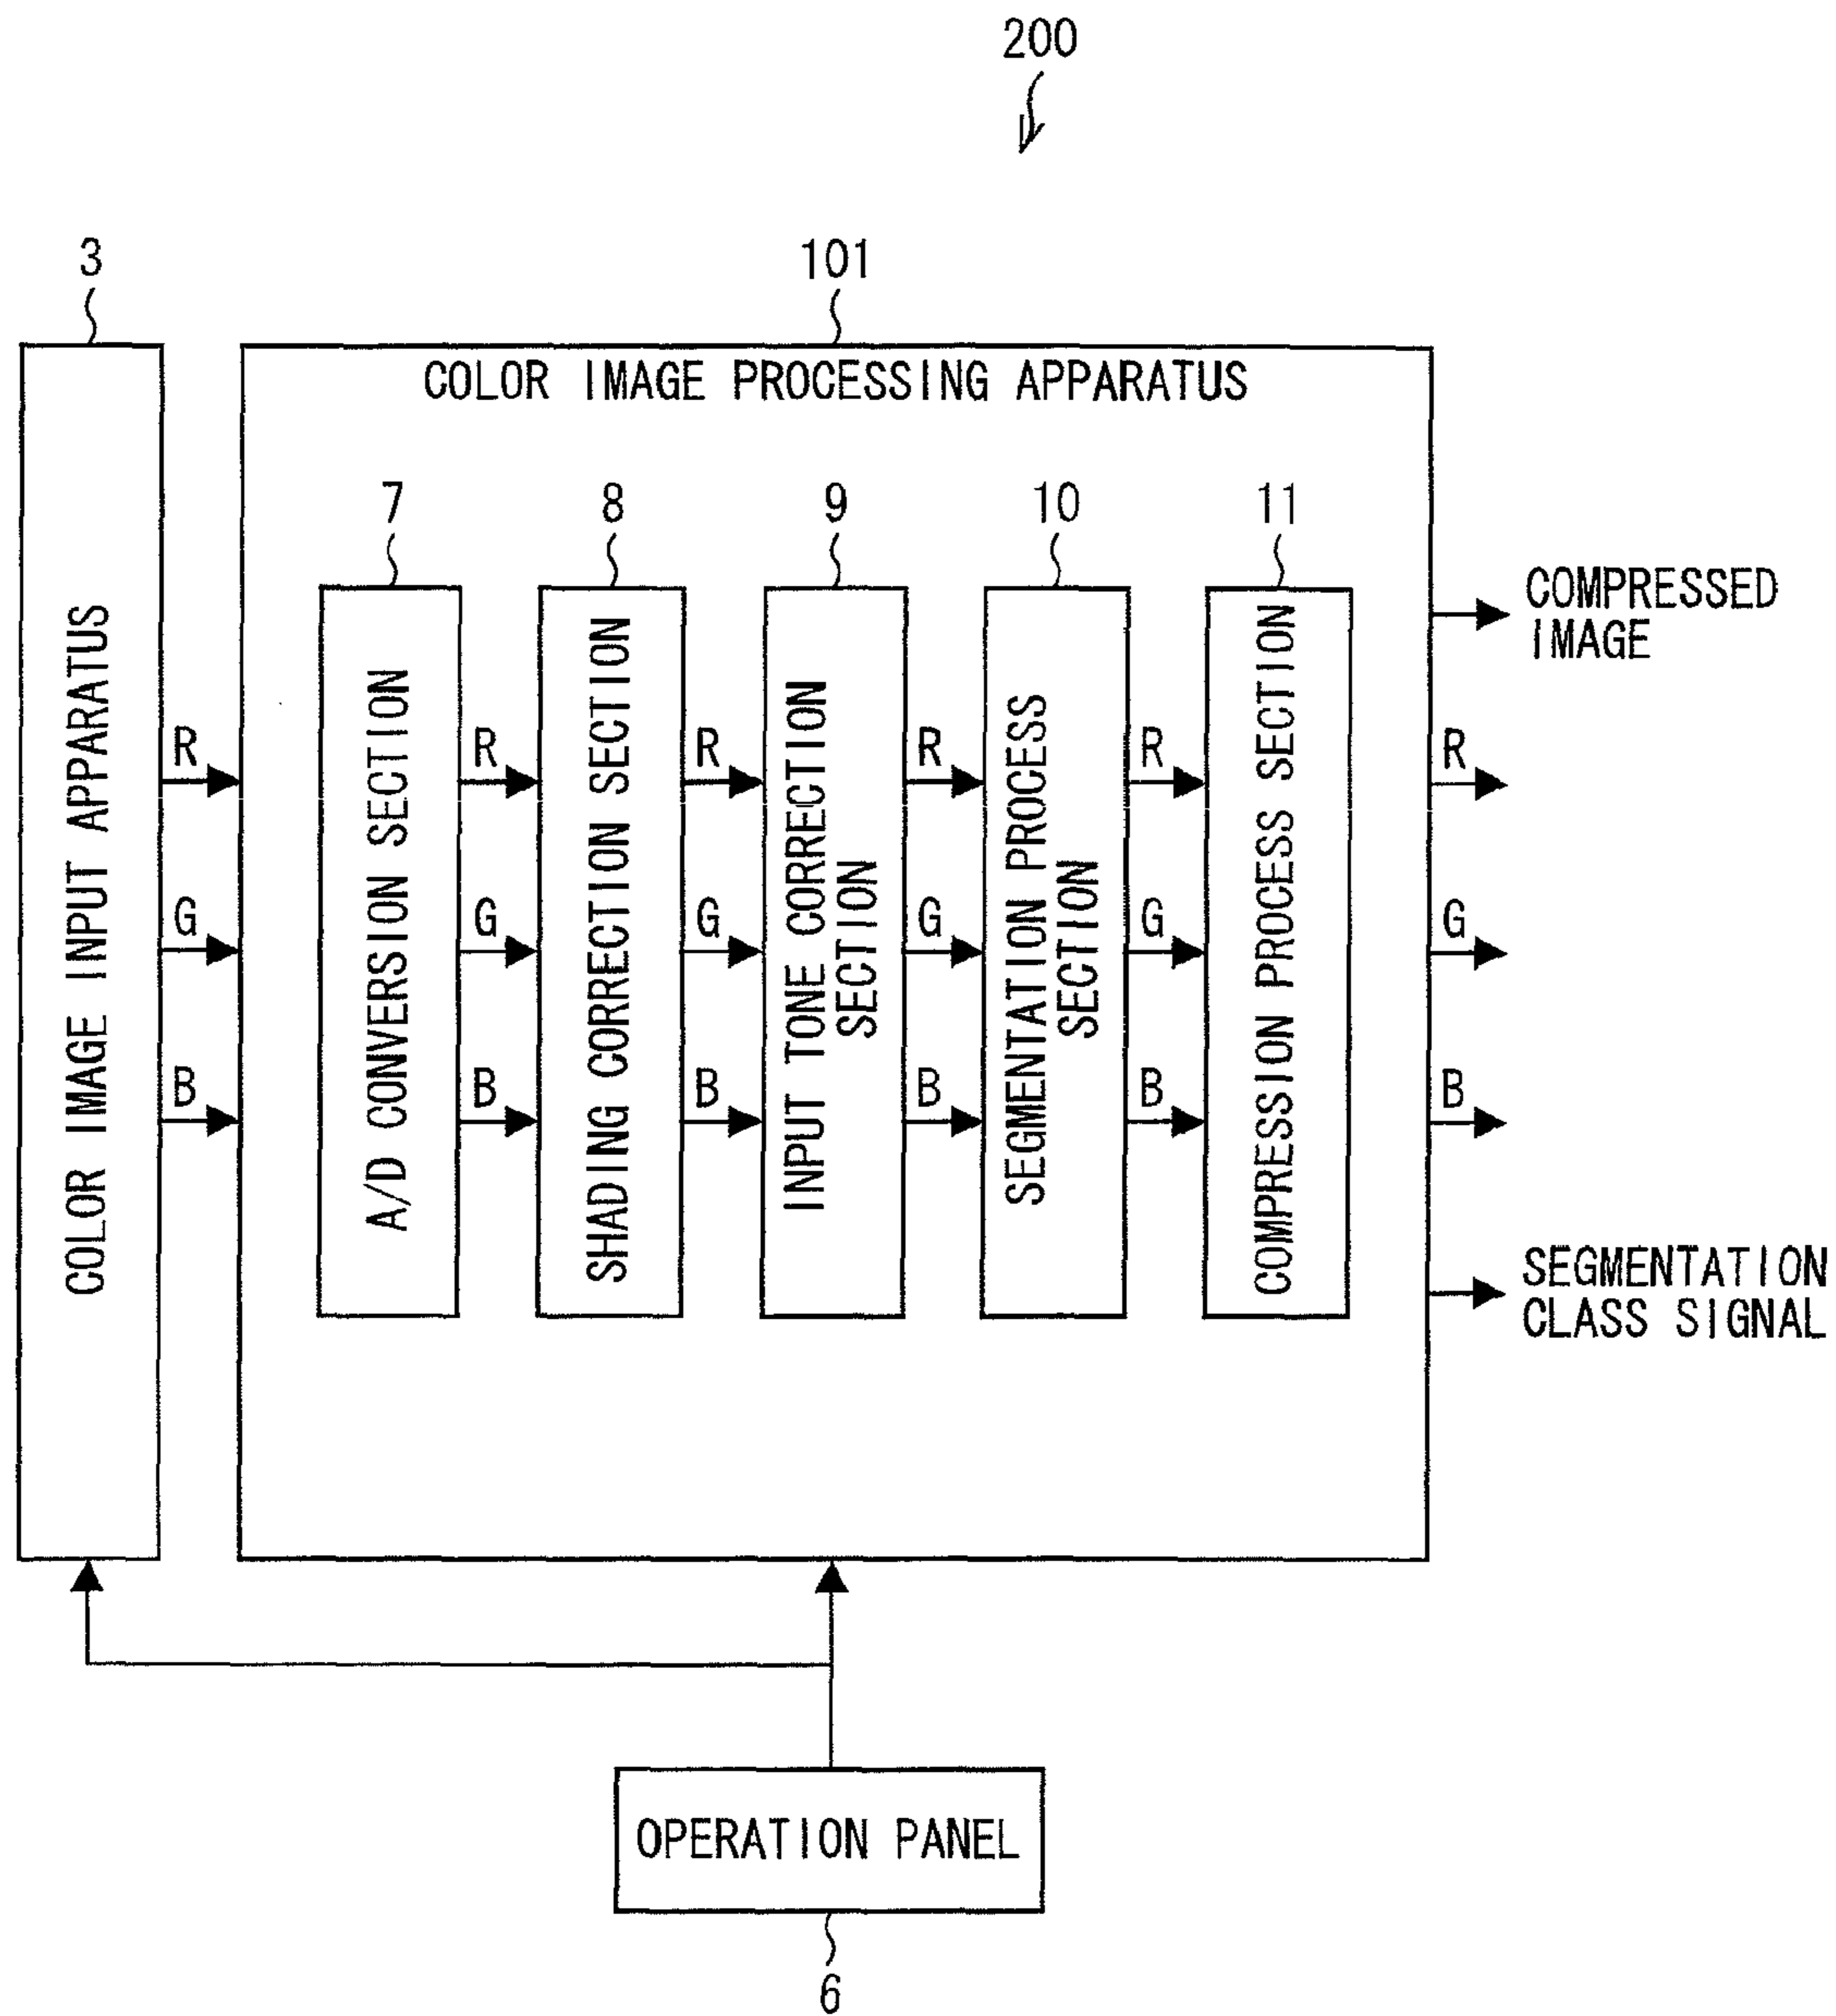 200
3
101
COLOR IMAGE INPUT APPARATUS
COLOR IMAGE PROCESSING APPARATUS
7
8
9
10
11
A/D CONVERSION SECTION
SHADING CORRECTION SECTION
INPUT TONE CORRECTION
SECTION
SEGMENTATION PROCESS
SECTION
COMPRESSION PROCESS SECTION
COMPRESSED
IMAGE
R
R
R
R
R
R
G
G
G
G
G
G
B
B
B
B
B
B
SEGMENTATION
CLASS SIGNAL
OPERATION PANEL
6